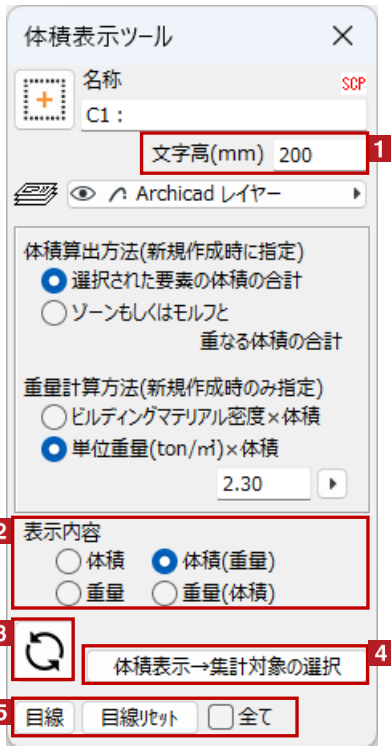 体積表示ツール
名称
SCP
C1：
文字高(mm) 200
1
Archicad レイヤー
体積算出方法(新規作成時に指定)
選択された要素の体積の合計
ゾーンもしくはモルフと
重なる体積の合計
重量計算方法(新規作成時のみ指定)
ビルディングマテリアル密度×体積
単位重量(ton/㎥)×体積
2.30
2
表示内容
体積 体積(重量)
重量 重量(体積)
3
体積表示→集計対象の選択
4
5
目線 目線リセット 全て